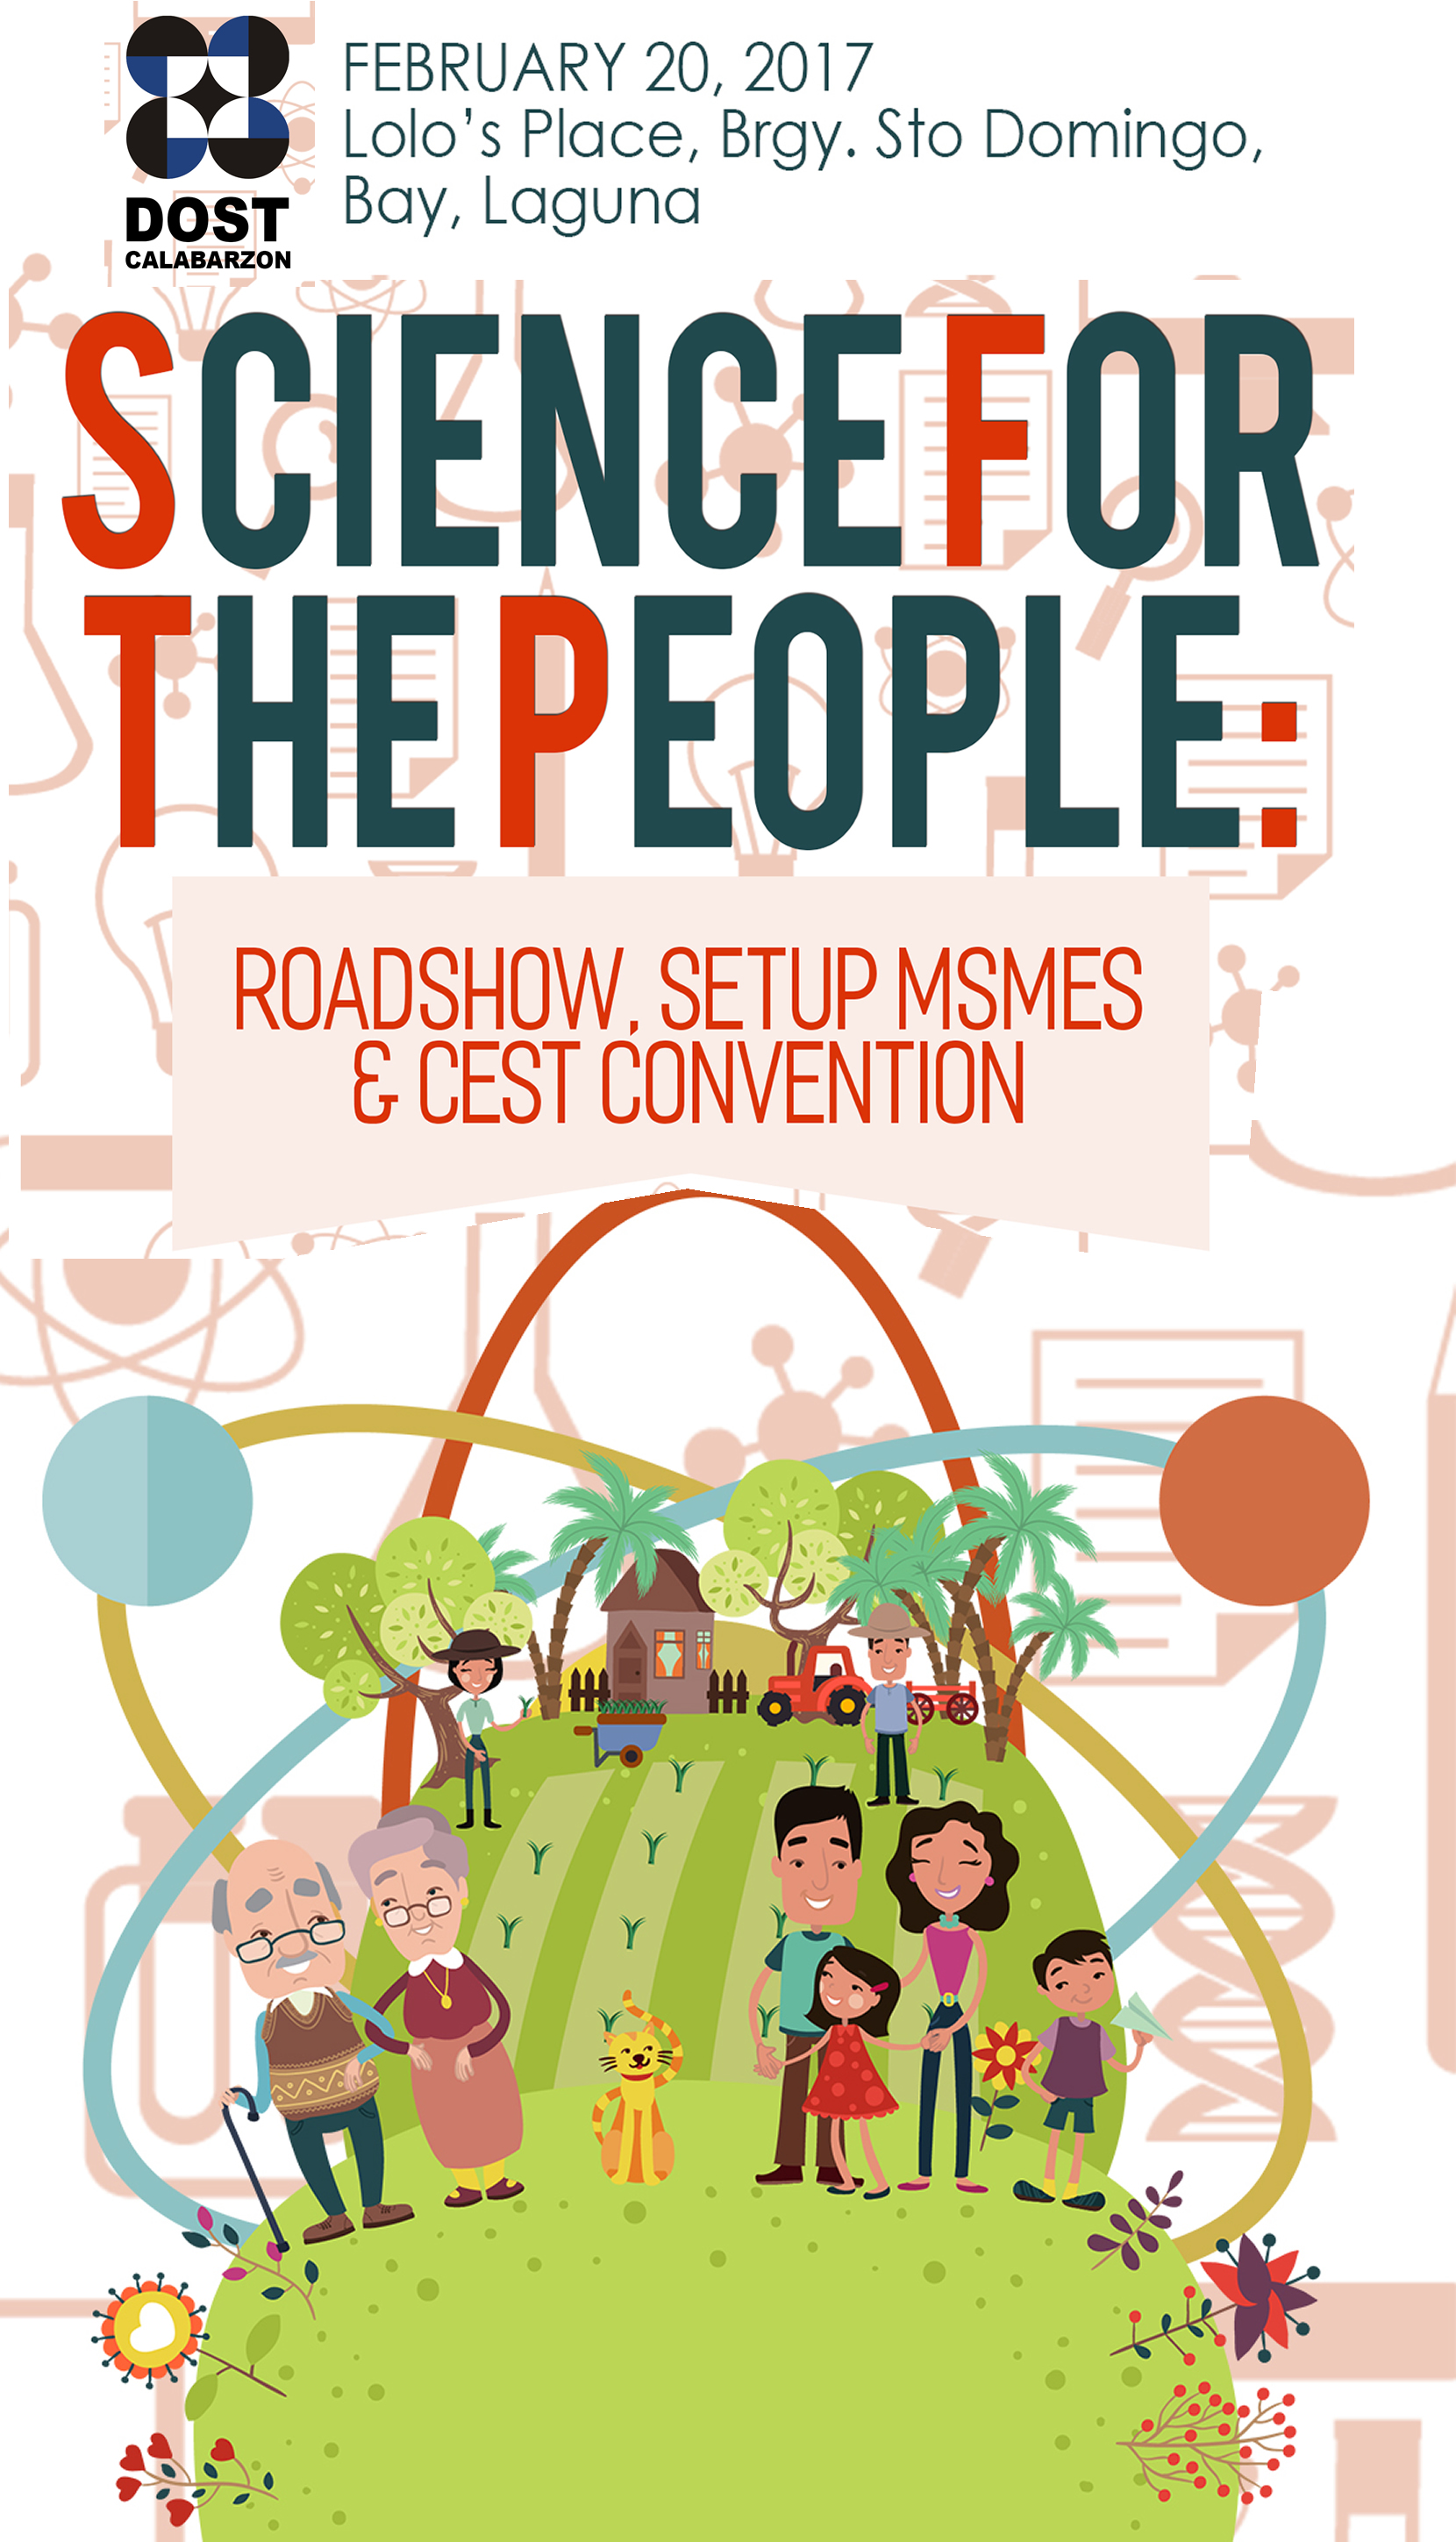 FEBRUARY 20, 2017
Lolo's Place, Brgy. Sto Domingo,
Bay, Laguna
DOST
CALABARZON
SCIENCE FOR
THE PEOPLE:
ROADSHOW, SETUP MSMES
& CEST CONVENTION